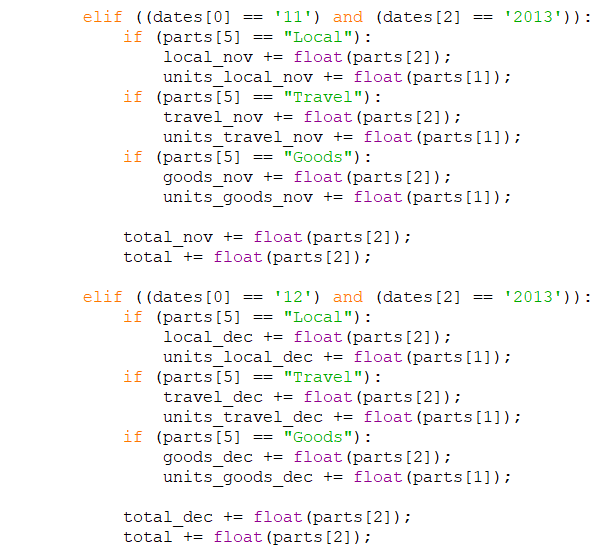 elif ((dates[0] == '11') and (dates[2] == '2013')):
if (parts[5] == "Local"):
local_nov += float(parts[2]);
units_local_nov += float(parts[1]);
if (parts[5] == "Travel"):
travel_nov += float(parts[2]);
units_travel_nov += float(parts[1]);
if (parts[5] == "Goods"):
goods_nov += float(parts[2]);
units_goods_nov += float(parts[1]);
total_nov += float(parts[2]);
total += float(parts[2]);
elif ((dates[0] == '12') and (dates[2] == '2013')):
if (parts[5] == "Local"):
local_dec += float(parts[2]);
units_local_dec += float(parts[1]);
if (parts[5] == "Travel"):
travel_dec += float(parts[2]);
units_travel_dec += float(parts[1]);
if (parts[5] == "Goods"):
goods_dec += float(parts[2]);
units_goods_dec += float(parts[1]);
total_dec += float(parts[2]);
total += float(parts[2]);